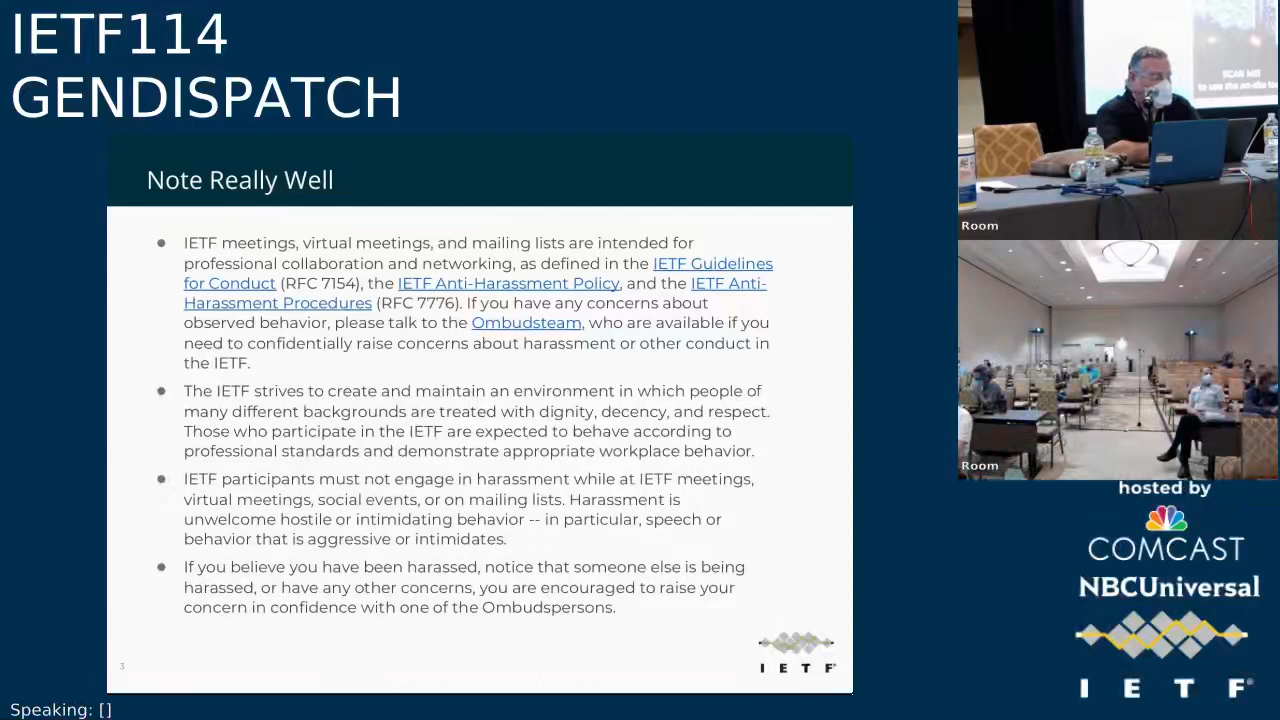 IETF114
GENDISPATCH
Note Really Well
IETF meetings, virtual meetings, and mailing lists are intended for
professional collaboration and networking, as defined in the IETF Guidelines
for Conduct (RFC 7154), the IETF Anti-Harassment Policy, and the IETF Anti-
Harassment Procedures (RFC 7776). If you have any concerns about
observed behavior, please talk to the Ombudsteam, who are available if you
need to confidentially raise concerns about harassment or other conduct in
the IETF.
The IETF strives to create and maintain an environment in which people of
many different backgrounds are treated with dignity, decency, and respect.
Those who participate in the IETF are expected to behave according to
professional standards and demonstrate appropriate workplace behavior.
IETF participants must not engage in harassment while at IETF meetings,
virtual meetings, social events, or on mailing lists. Harassment is
unwelcome hostile or intimidating behavior -- in particular, speech or
behavior that is aggressive or intimidates.
If you believe you have been harassed, notice that someone else is being
harassed, or have any other concerns, you are encouraged to raise your
concern in confidence with one of the Ombudspersons.
3
I E T F
SCAN ME
to use the on-site to
Room
Room
hosted by
COMCAST
NBCUniversal
I E T F
Speaking: []